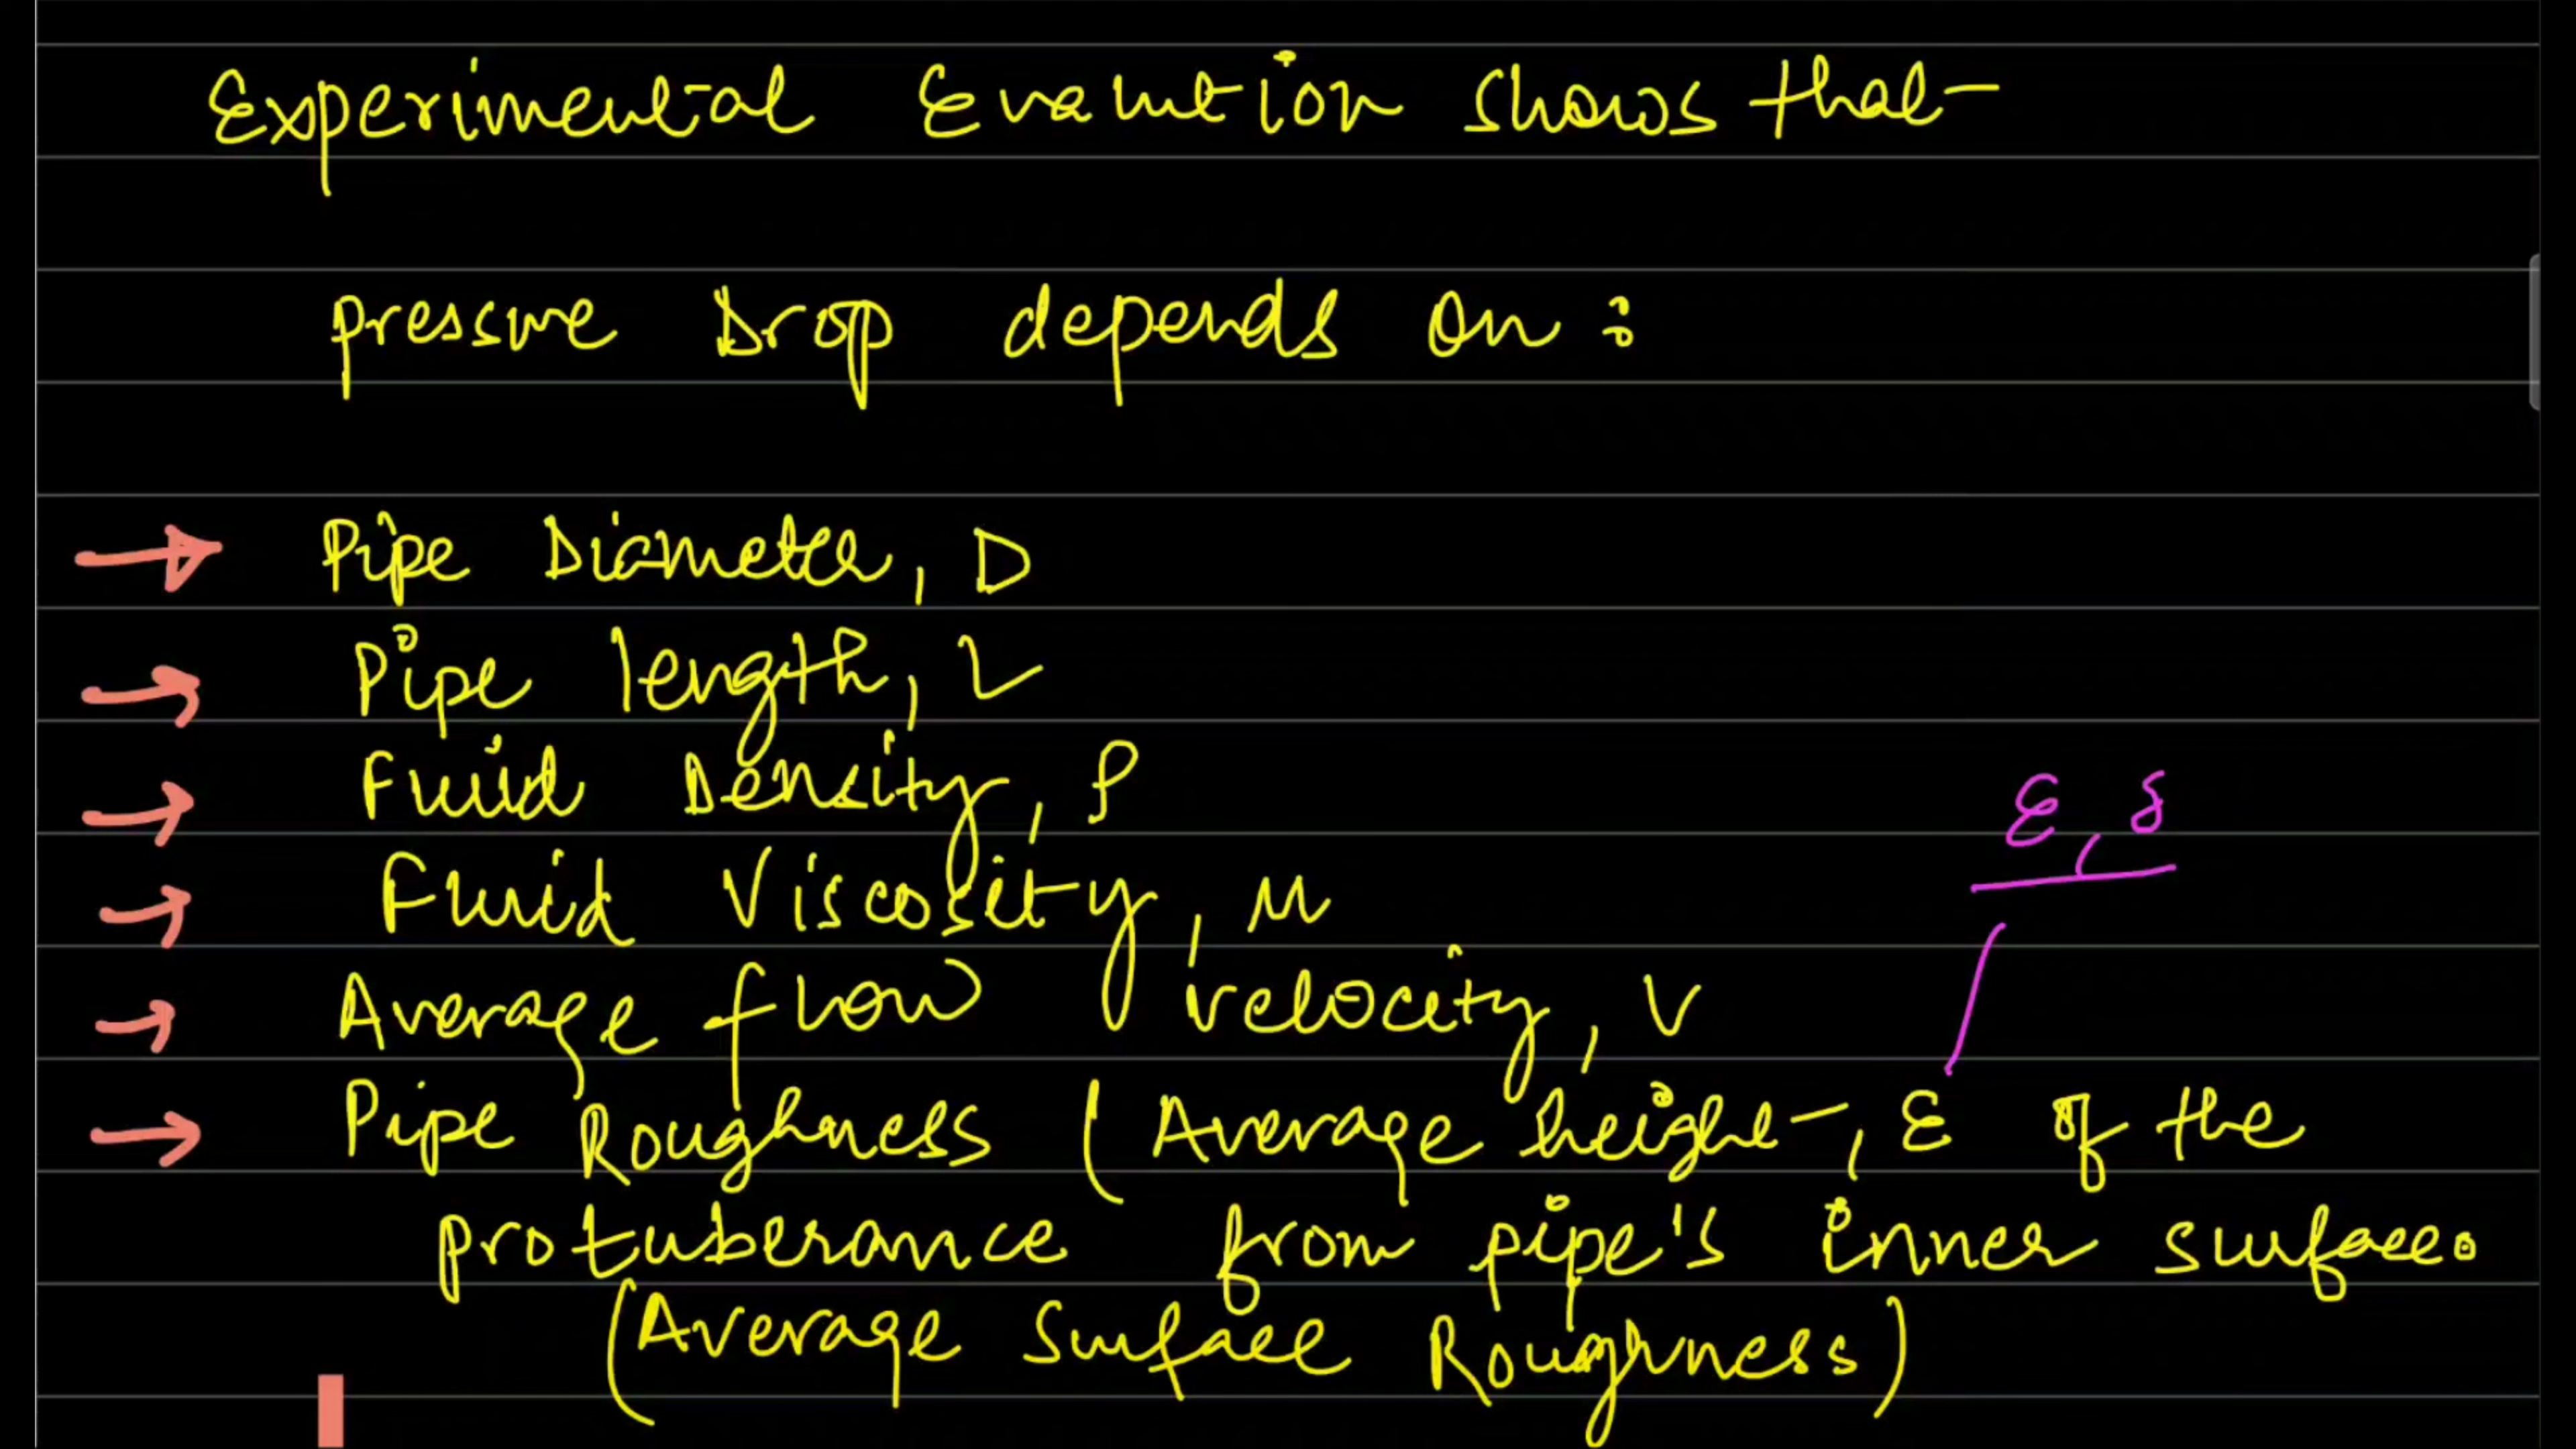 Experimental Evalution shows that
pressure Drop depends on :
→ Pipe Diameter, D
→ Pipe length, L
→ Fluid Density, ρ
ε, δ
→ Fluid Viscosity, μ
→ Average flow velocity, V
→ Pipe Roughness (Average height, ε of the
protuberance from pipe's inner surface.
(Average Surface Roughness)